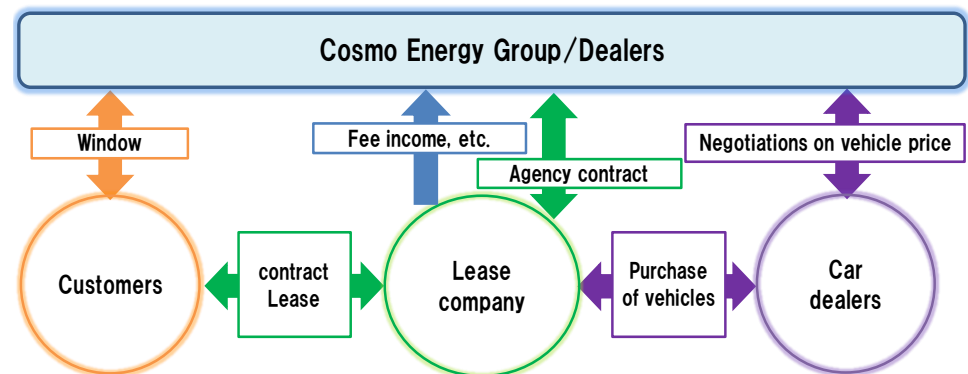 Cosmo Energy Group/Dealers
Window
Fee income, etc.
Negotiations on vehicle price
Agency contract
Customers
contract
Lease
Lease
company
Purchase
of vehicles
Car
dealers